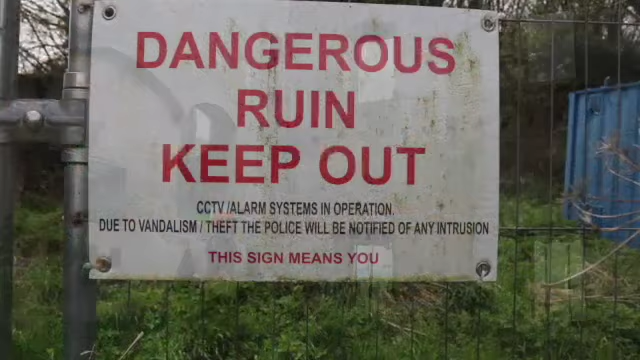 DANGEROUS
RUIN
KEEP OUT
CCTV /ALARM SYSTEMS IN OPERATION.
DUE TO VANDALISM / THEFT THE POLICE WILL BE NOTIFIED OF ANY INTRUSION
THIS SIGN MEANS YOU